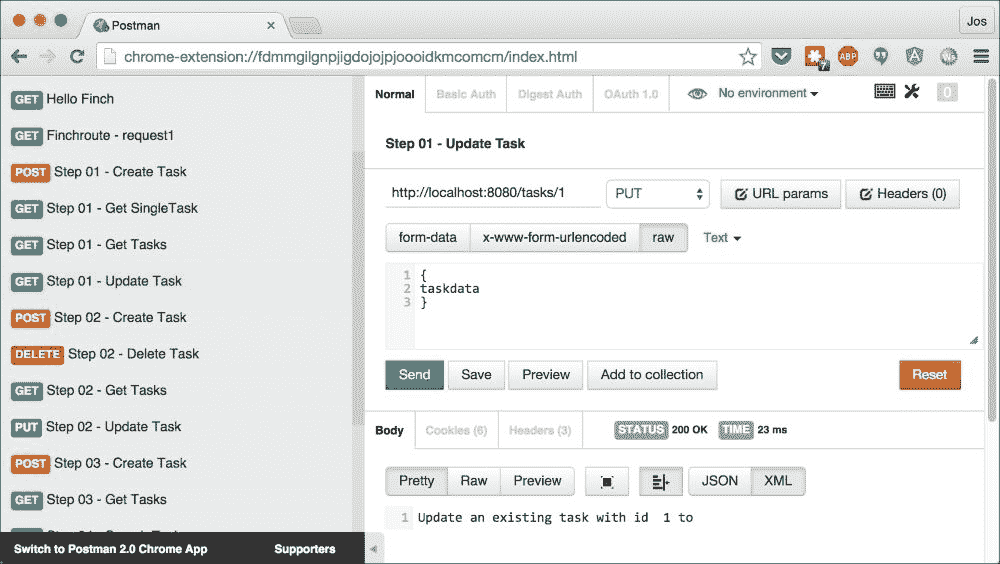 Postman
Jos
chrome-extension://fdmmgilgnpjigdojojpjoooidkmcomcm/index.html
7
ABP
GET Hello Finch
GET Finchroute - request1
POST Step 01 - Create Task
GET Step 01 - Get SingleTask
GET Step 01 - Get Tasks
GET Step 01 - Update Task
POST Step 02 - Create Task
DELETE Step 02 - Delete Task
GET Step 02 - Get Tasks
PUT Step 02 - Update Task
POST Step 03 - Create Task
GET Step 03 - Get Tasks
Switch to Postman 2.0 Chrome App Supporters
Normal Basic Auth Digest Auth OAuth 1.0 No environment 0
Step 01 - Update Task
http://localhost:8080/tasks/1 PUT URL params Headers (0)
form-data x-www-form-urlencoded raw Text
1 {
2 taskdata
3 }
Send Save Preview Add to collection Reset
Body Cookies (6) Headers (3) STATUS 200 OK TIME 23 ms
Pretty Raw Preview JSON XML
1 Update an existing task with id  1 to